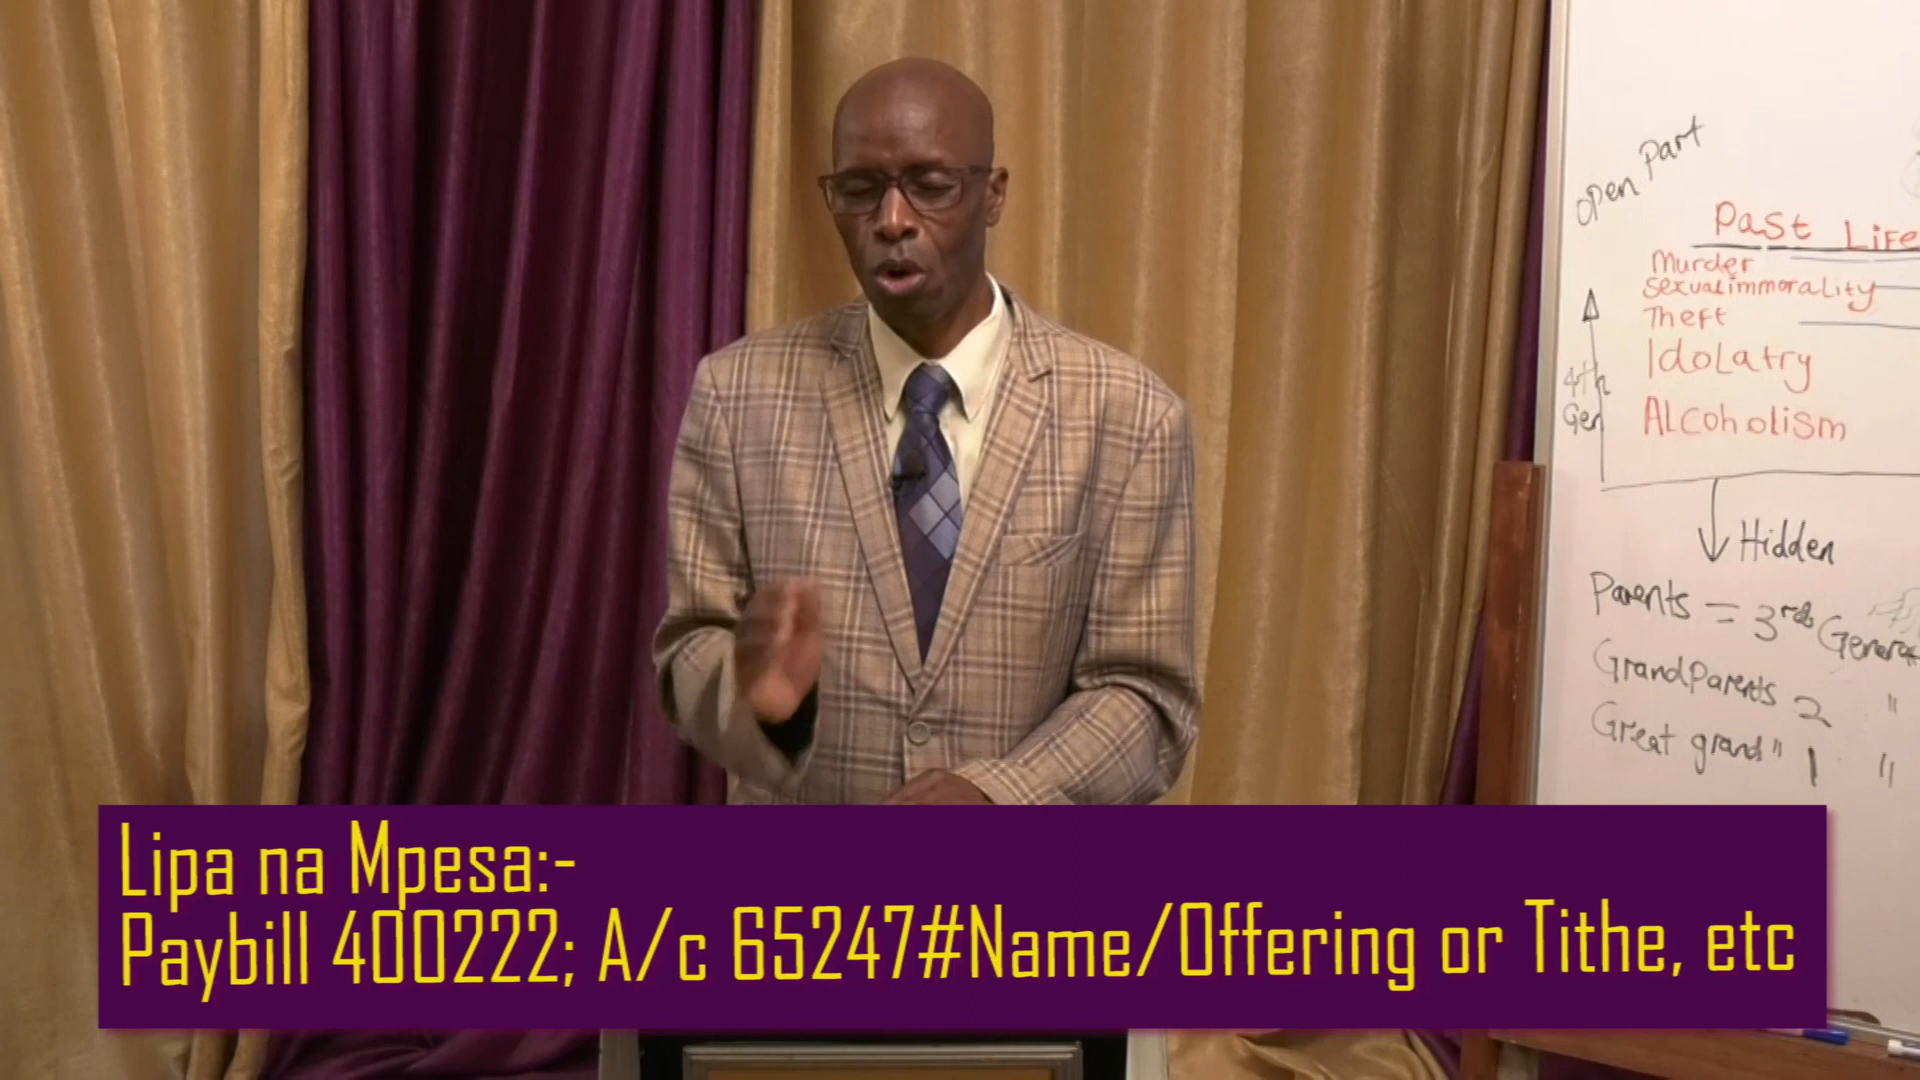 open Part
Past Life
Murder
Sexual immorality
Theft
Idolatry
Alcoholism
4th
Gen
Hidden
Parents = 3rd
Grandparents 2 "
Great grand " 1 "
Lipa na Mpesa:-
Paybill 400222; A/c 65247#Name/Offering or Tithe, etc